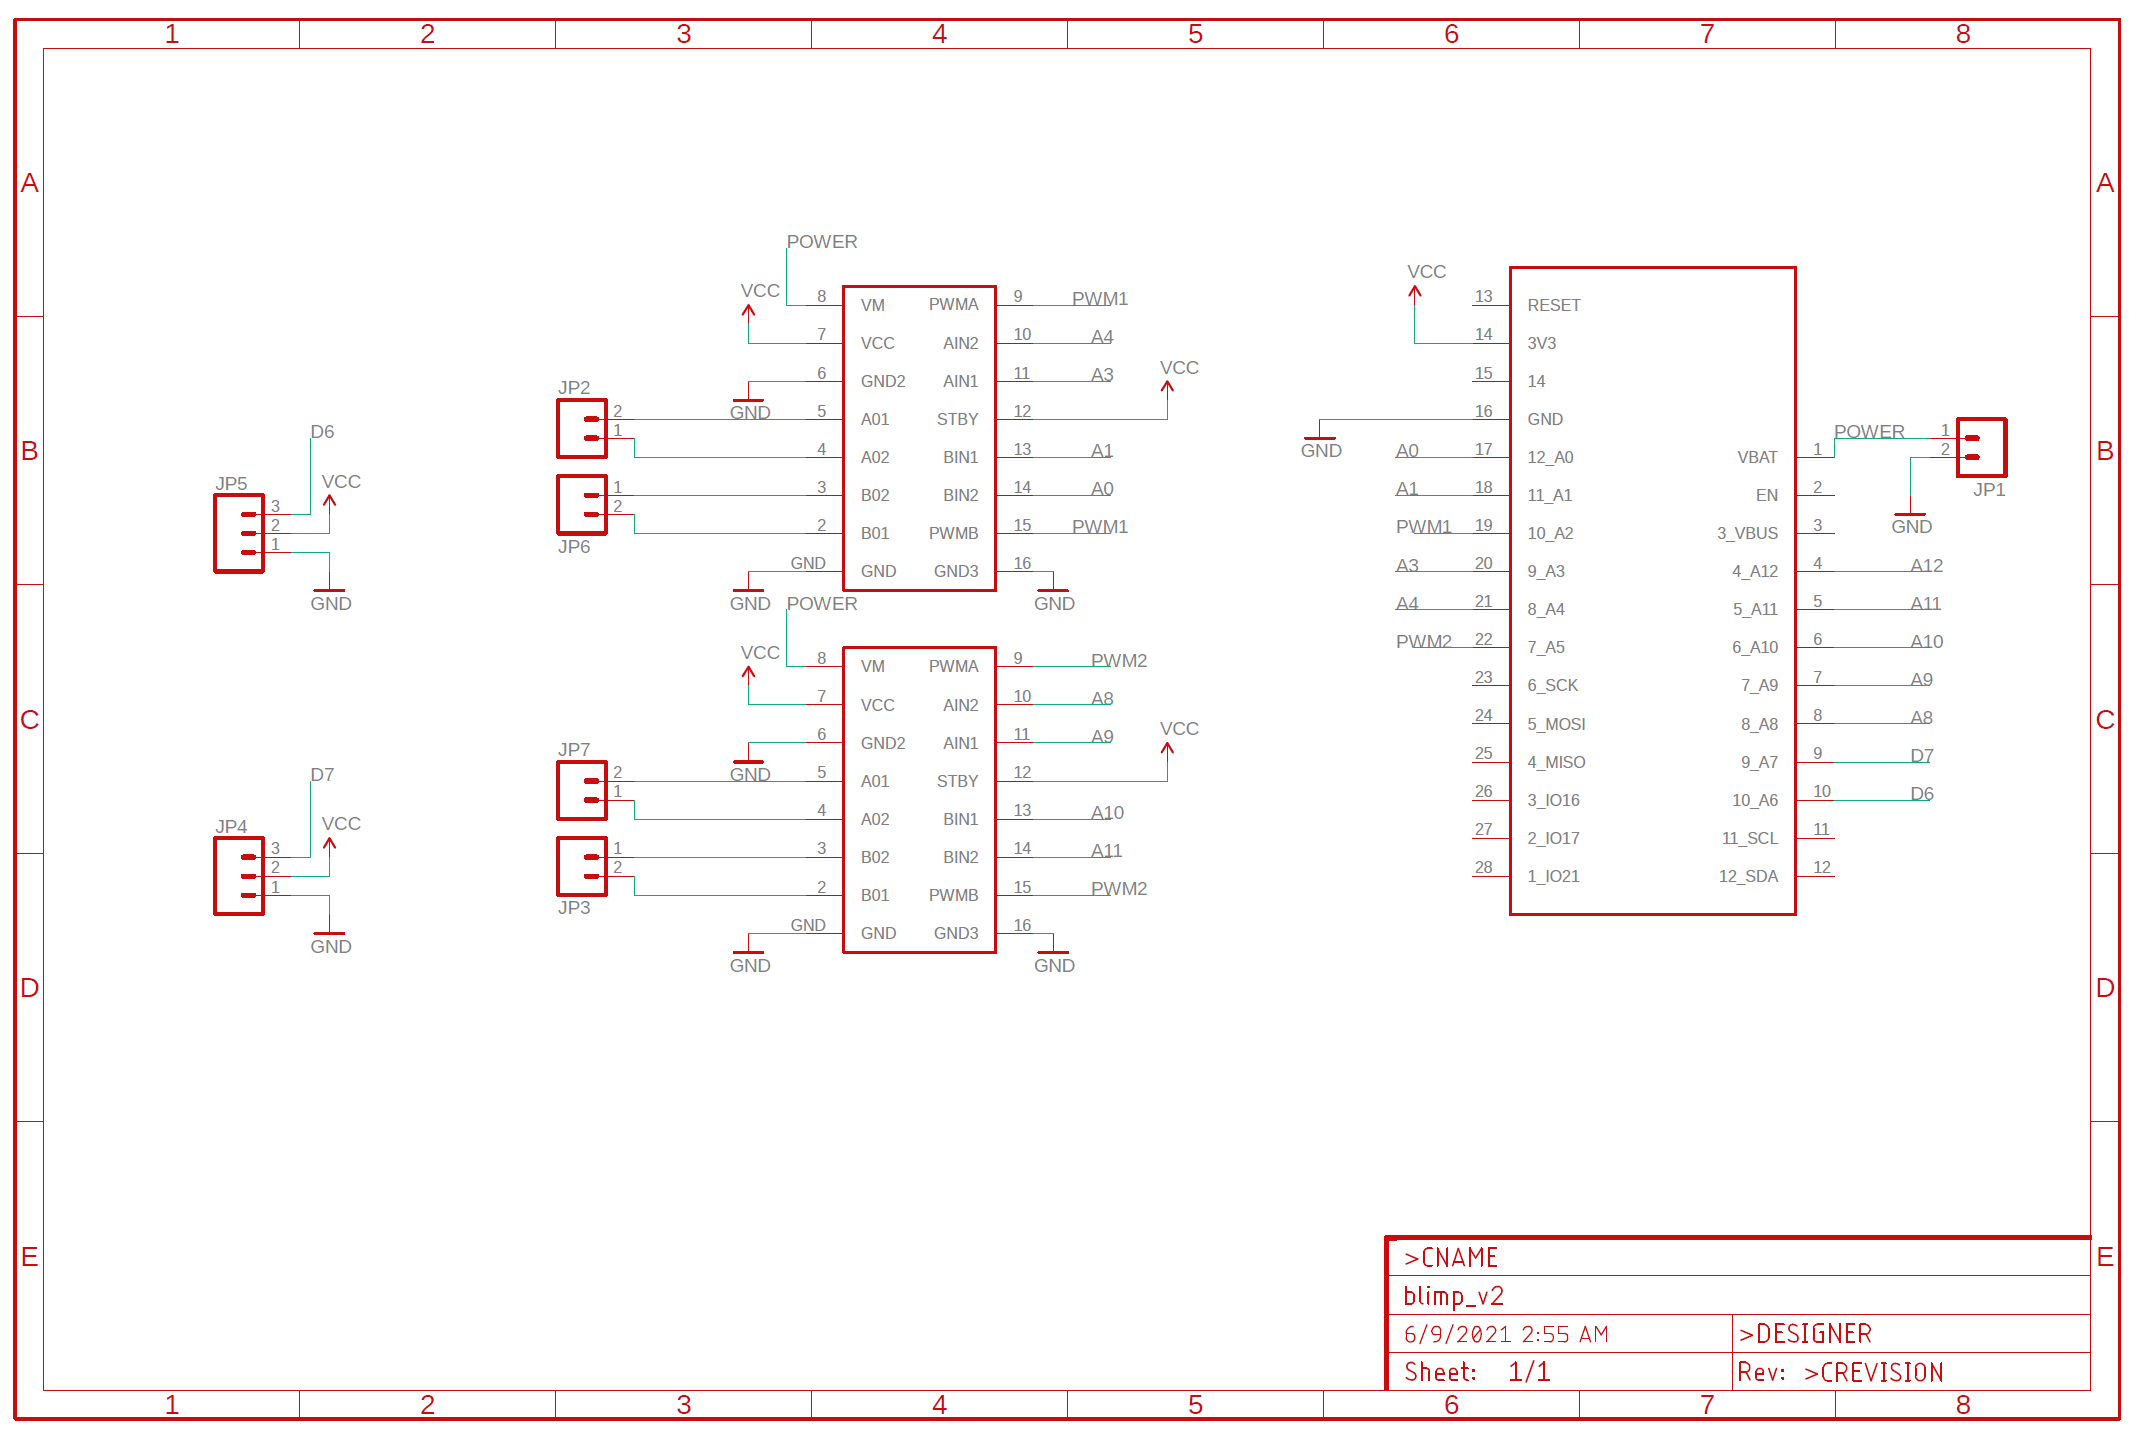 1 2 3 4 5 6 7 8
A A
B B
C C
D D
E E
JP5
D6
VCC
3
2
1
GND
JP4
D7
VCC
3
2
1
GND
JP2
2
1
JP6
1
2
JP7
2
1
JP3
1
2
POWER
VCC
GND
GND
8 VM PWMA 9 PWM1
7 VCC AIN2 10 A4
6 GND2 AIN1 11 A3
VCC
5 A01 STBY 12
4 A02 BIN1 13 A1
3 B02 BIN2 14 A0
2 B01 PWMB 15 PWM1
GND GND GND3 16
GND
POWER
VCC
GND
GND
8 VM PWMA 9 PWM2
7 VCC AIN2 10 A8
6 GND2 AIN1 11 A9
VCC
5 A01 STBY 12
4 A02 BIN1 13 A10
3 B02 BIN2 14 A11
2 B01 PWMB 15 PWM2
GND GND GND3 16
GND
VCC
13 RESET
14 3V3
15 14
16 GND
GND
A0 17 12_A0
A1 18 11_A1
PWM1 19 10_A2
A3 20 9_A3
A4 21 8_A4
PWM2 22 7_A5
23 6_SCK
24 5_MOSI
25 4_MISO
26 3_IO16
27 2_IO17
28 1_IO21
VBAT 1 POWER
EN 2
3_VBUS 3
4_A12 4 A12
5_A11 5 A11
6_A10 6 A10
7_A9 7 A9
8_A8 8 A8
9_A7 9 D7
10_A6 10 D6
11_SCL 11
12_SDA 12
1
2
JP1
GND
>CNAME
blimp_v2
6/9/2021 2:55 AM >DESIGNER
Sheet: 1/1 Rev: >CREVISION
1 2 3 4 5 6 7 8